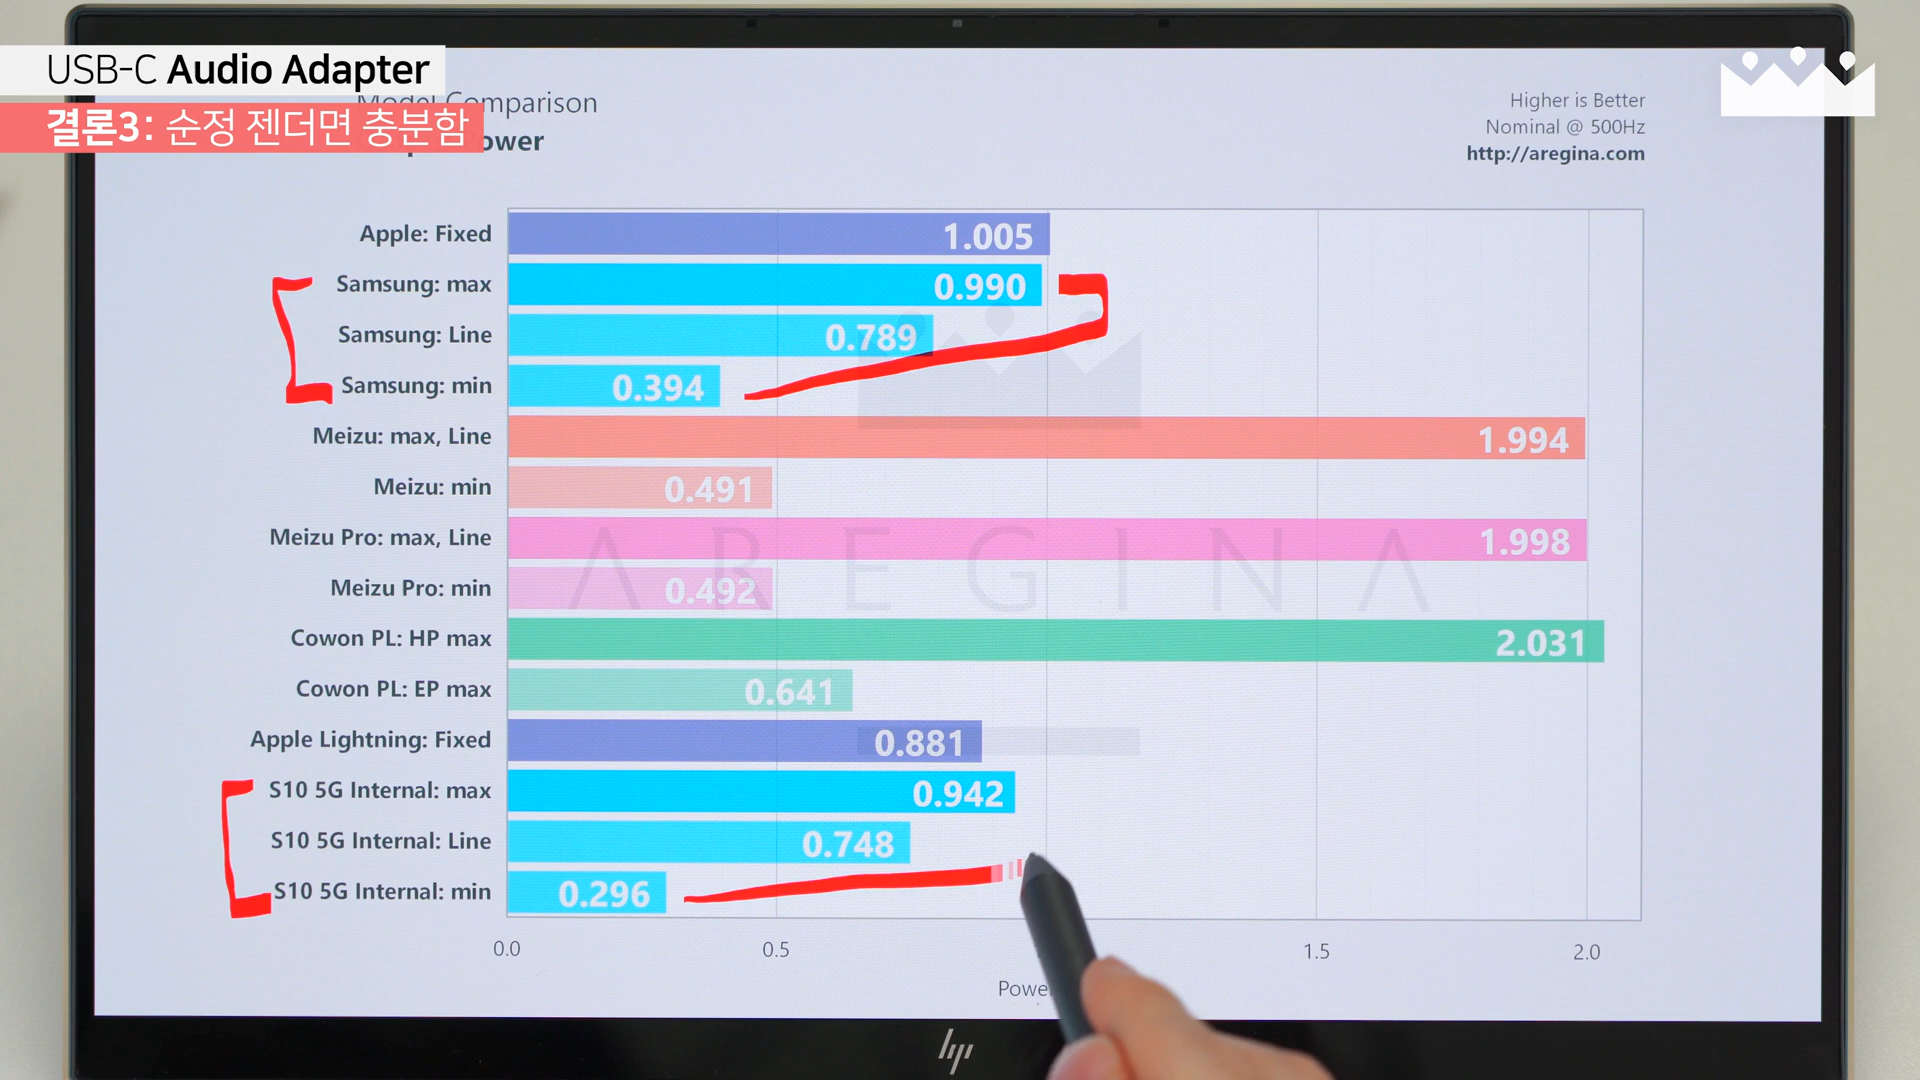 USB-C Audio Adapter
결론3: 순정 젠더면 충분함
Model Comparison
Power
Higher is Better
Nominal @ 500Hz
http://aregina.com
Apple: Fixed 1.005
Samsung: max 0.990
Samsung: Line 0.789
Samsung: min 0.394
Meizu: max, Line 1.994
Meizu: min 0.491
Meizu Pro: max, Line 1.998
Meizu Pro: min 0.492
Cowon PL: HP max 2.031
Cowon PL: EP max 0.641
Apple Lightning: Fixed 0.881
S10 5G Internal: max 0.942
S10 5G Internal: Line 0.748
S10 5G Internal: min 0.296
AREGINA
0.0 0.5 1.5 2.0
Powe
hp